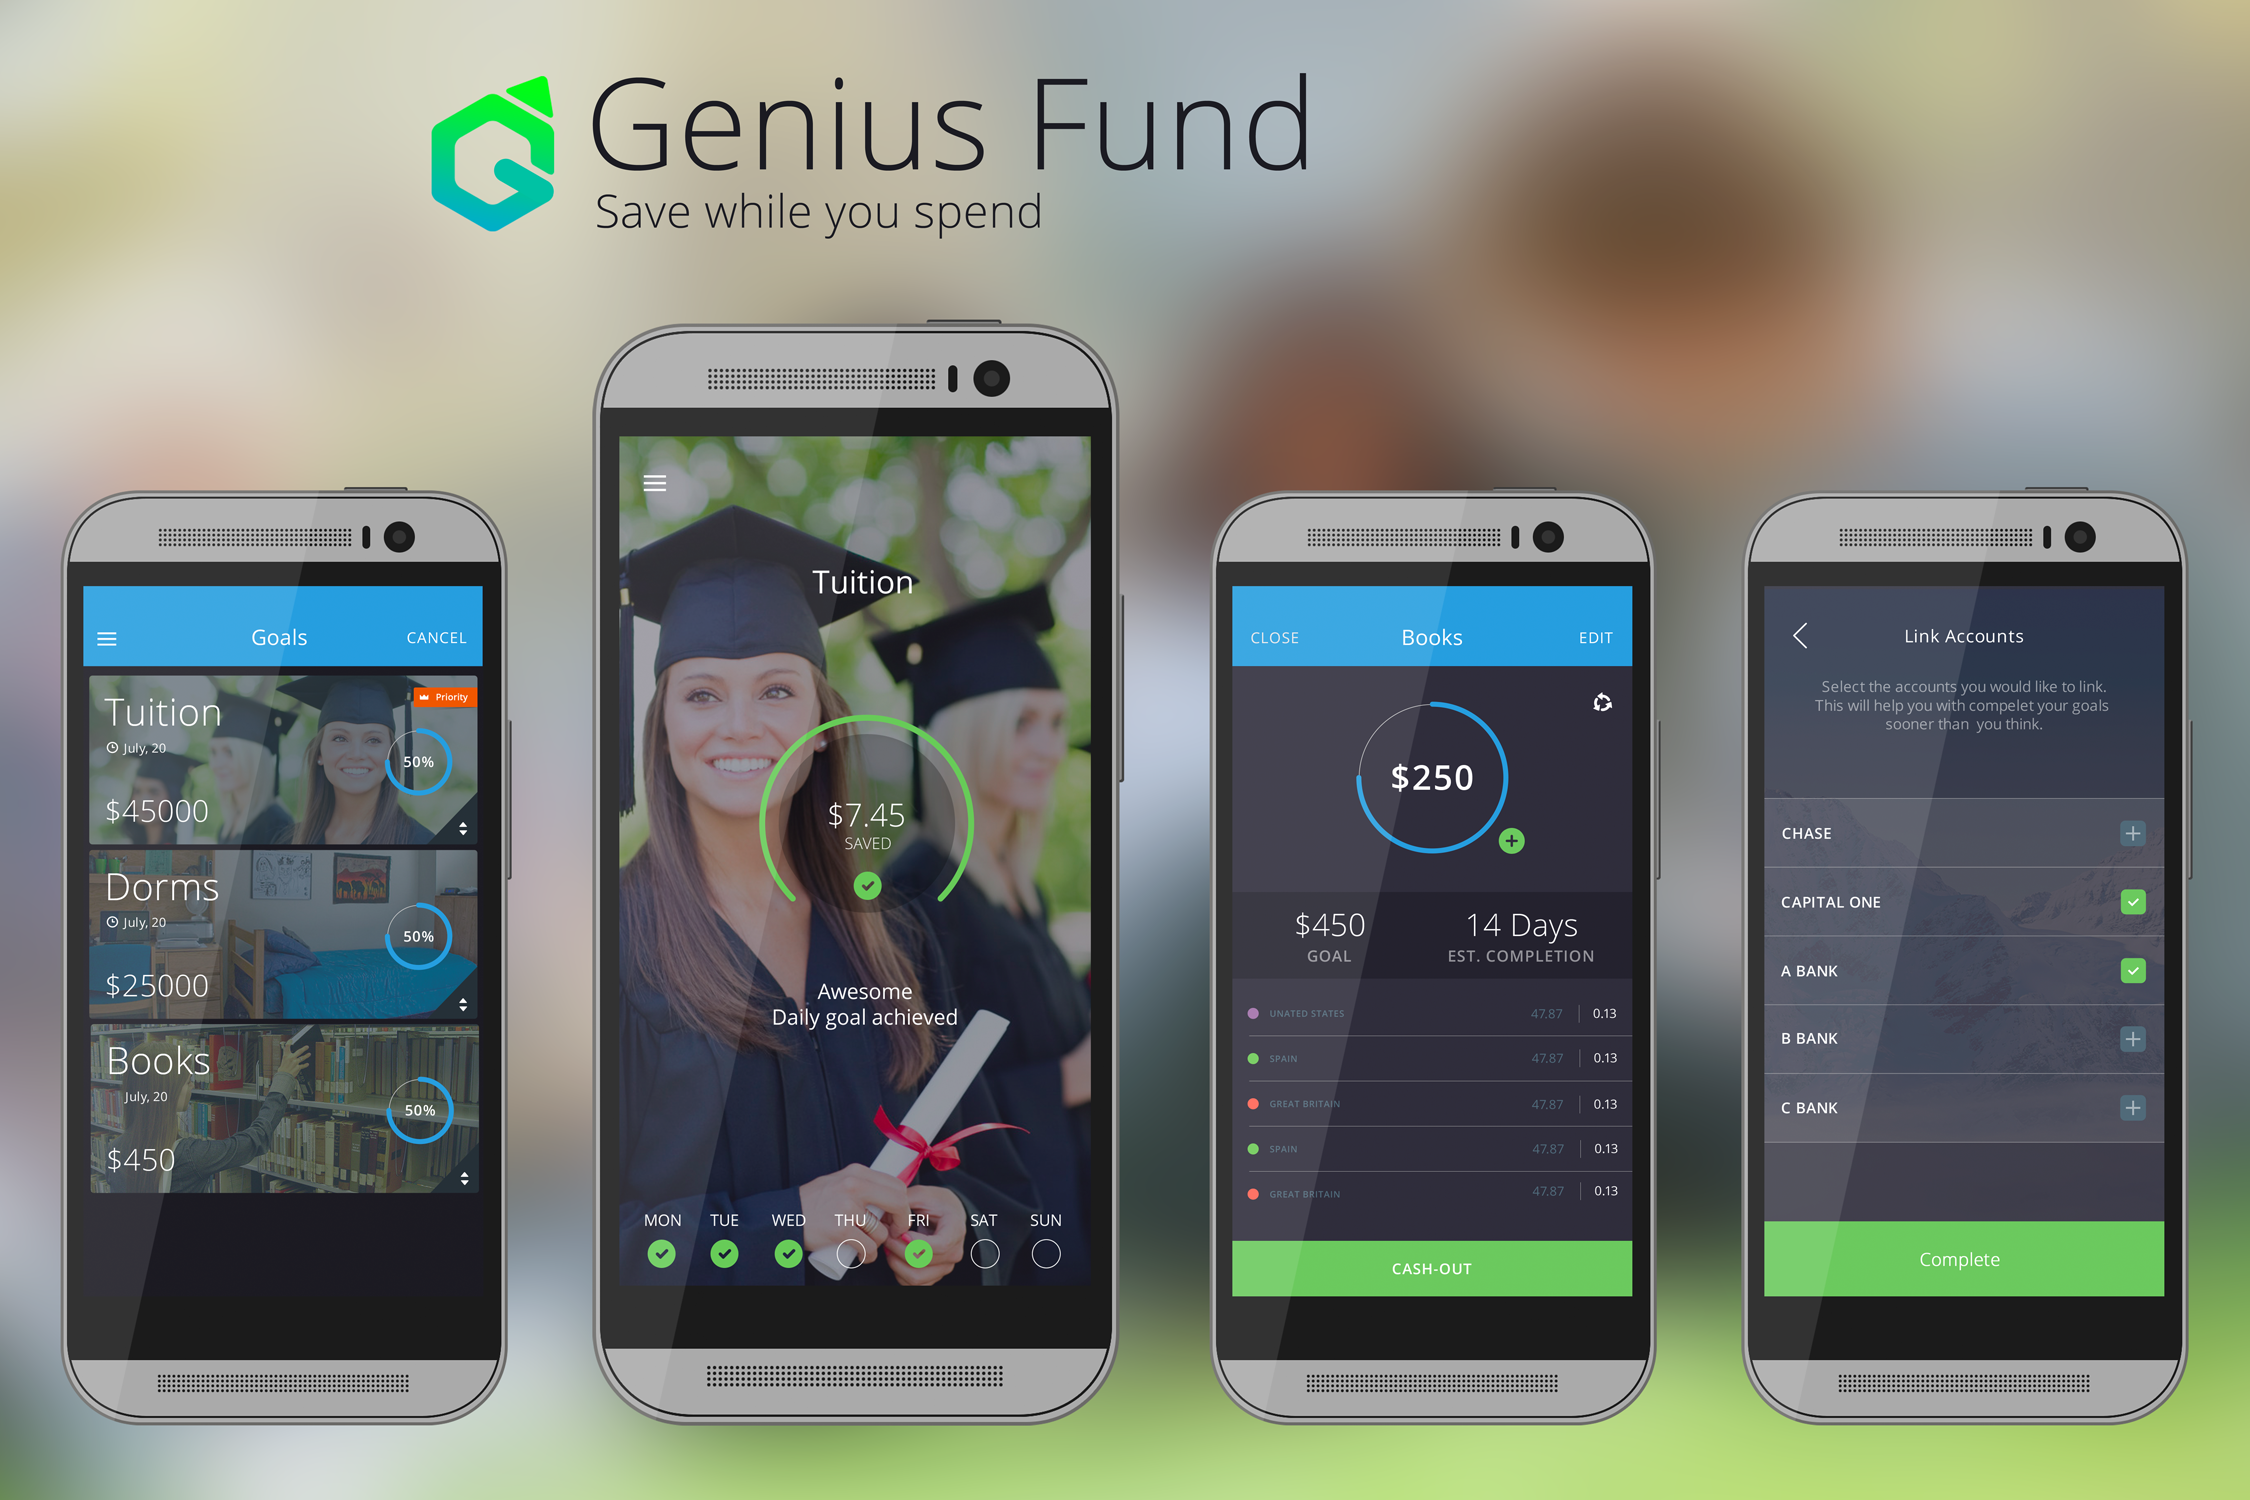 Genius Fund
Save while you spend
Goals
CANCEL
Tuition
Priority
July, 20
50%
$45000
Dorms
July, 20
50%
$25000
Books
July, 20
50%
$450
Tuition
$7.45
SAVED
Awesome
Daily goal achieved
MON TUE WED THU FRI SAT SUN
CLOSE
Books
EDIT
$250
$450
GOAL
14 Days
EST. COMPLETION
UNATED STATES 47.87 0.13
SPAIN 47.87 0.13
GREAT BRITAIN 47.87 0.13
SPAIN 47.87 0.13
GREAT BRITAIN 47.87 0.13
CASH-OUT
Link Accounts
Select the accounts you would like to link.
This will help you with compelet your goals
sooner than you think.
CHASE
CAPITAL ONE
A BANK
B BANK
C BANK
Complete